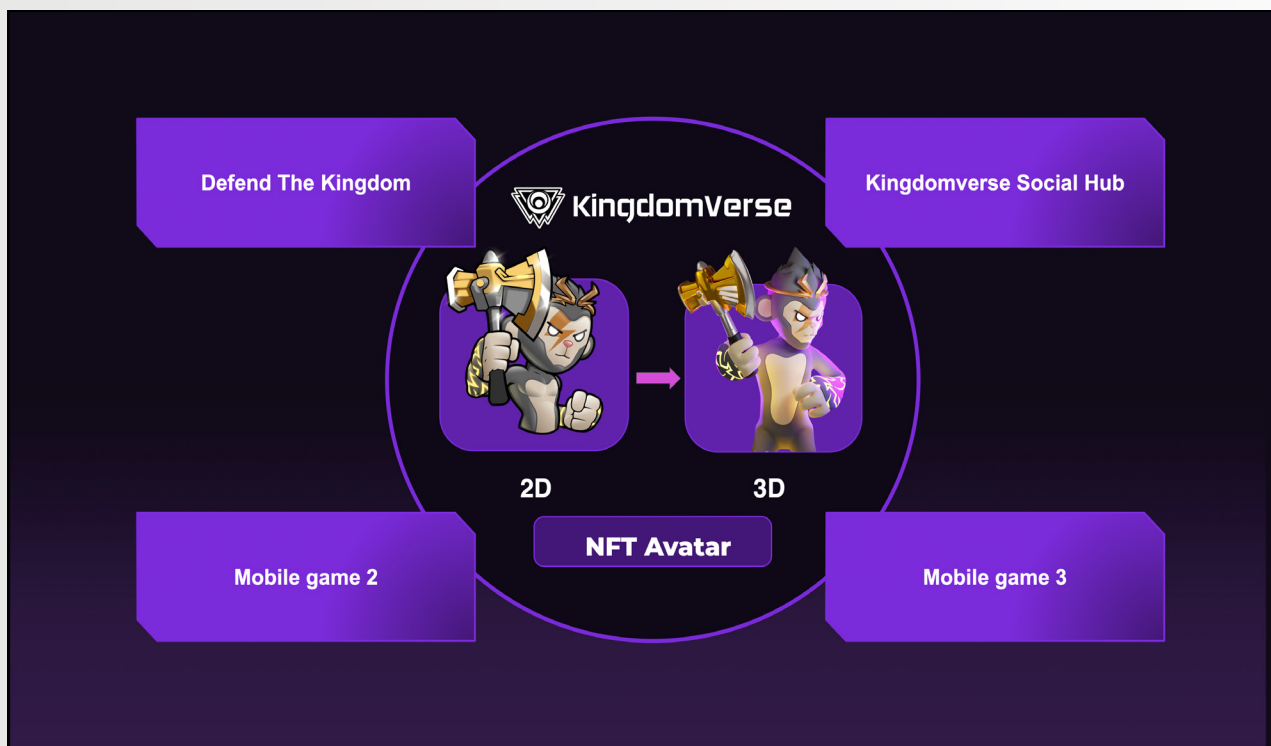 Defend The Kingdom
Kingdomverse Social Hub
KingdomVerse
2D
3D
NFT Avatar
Mobile game 2
Mobile game 3